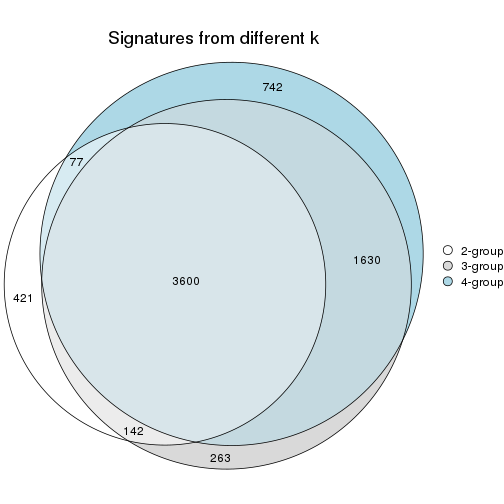 Signatures from different k
742
77
1630
3600
421
142
263
2-group
3-group
4-group